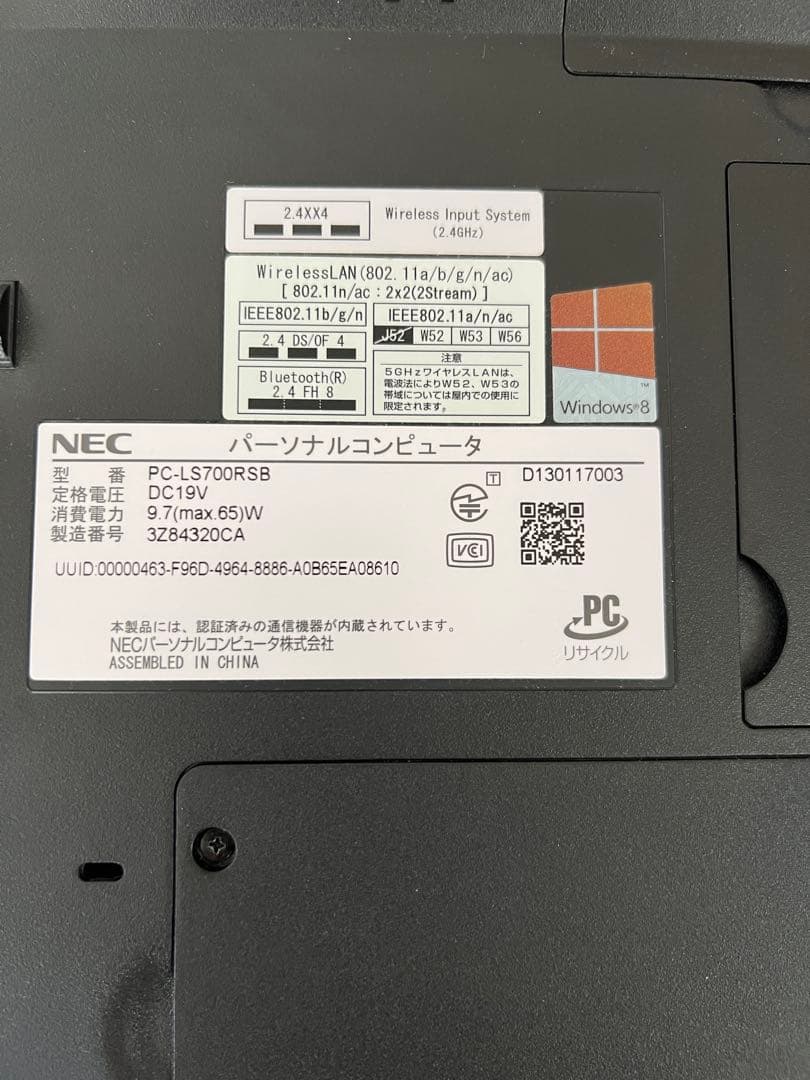 2.4XX4
Wireless Input System
(2.4GHz)
WirelessLAN(802.11a/b/g/n/ac)
[ 802.11n/ac：2x2(2Stream) ]
IEEE802.11b/g/n
IEEE802.11a/n/ac
J52 W52 W53 W56
2.4 DS/OF 4
注意
5GHzワイヤレスLANは、
電波法によりW52、W53の
帯域については屋内での使用に
限定されます。
Bluetooth(R)
2.4 FH 8
Windows®8
TM
NEC パーソナルコンピュータ
型 番 PC-LS700RSB
定格電圧 DC19V
消費電力 9.7(max.65)W
製造番号 3Z84320CA
T
D130117003
VCI
UUID:00000463-F96D-4964-8886-A0B65EA08610
本製品には、認証済みの通信機器が内蔵されています。
NECパーソナルコンピュータ株式会社
ASSEMBLED IN CHINA
PC
リサイクル